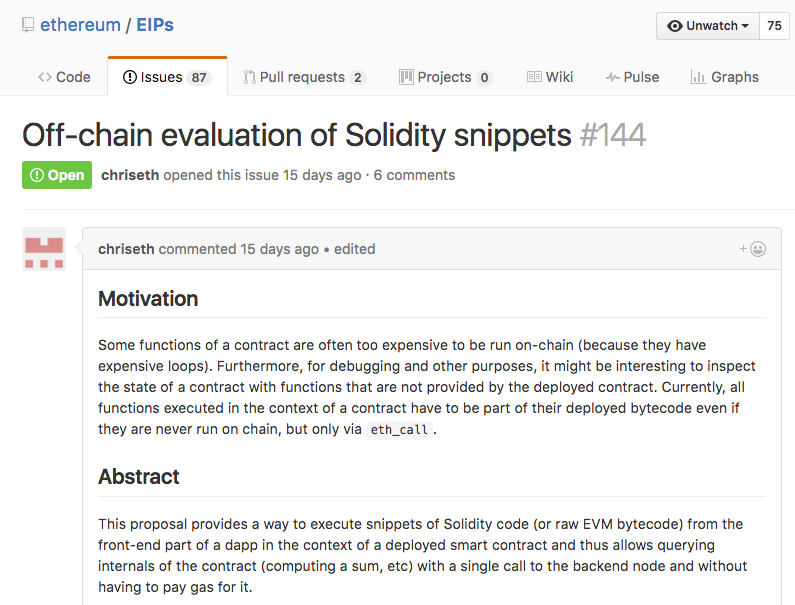 ethereum / EIPs
Unwatch 75
Code Issues 87 Pull requests 2 Projects 0 Wiki Pulse Graphs
Off-chain evaluation of Solidity snippets #144
Open chriseth opened this issue 15 days ago · 6 comments
chriseth commented 15 days ago • edited
Motivation
Some functions of a contract are often too expensive to be run on-chain (because they have
expensive loops). Furthermore, for debugging and other purposes, it might be interesting to inspect
the state of a contract with functions that are not provided by the deployed contract. Currently, all
functions executed in the context of a contract have to be part of their deployed bytecode even if
they are never run on chain, but only via eth_call.
Abstract
This proposal provides a way to execute snippets of Solidity code (or raw EVM bytecode) from the
front-end part of a dapp in the context of a deployed smart contract and thus allows querying
internals of the contract (computing a sum, etc) with a single call to the backend node and without
having to pay gas for it.